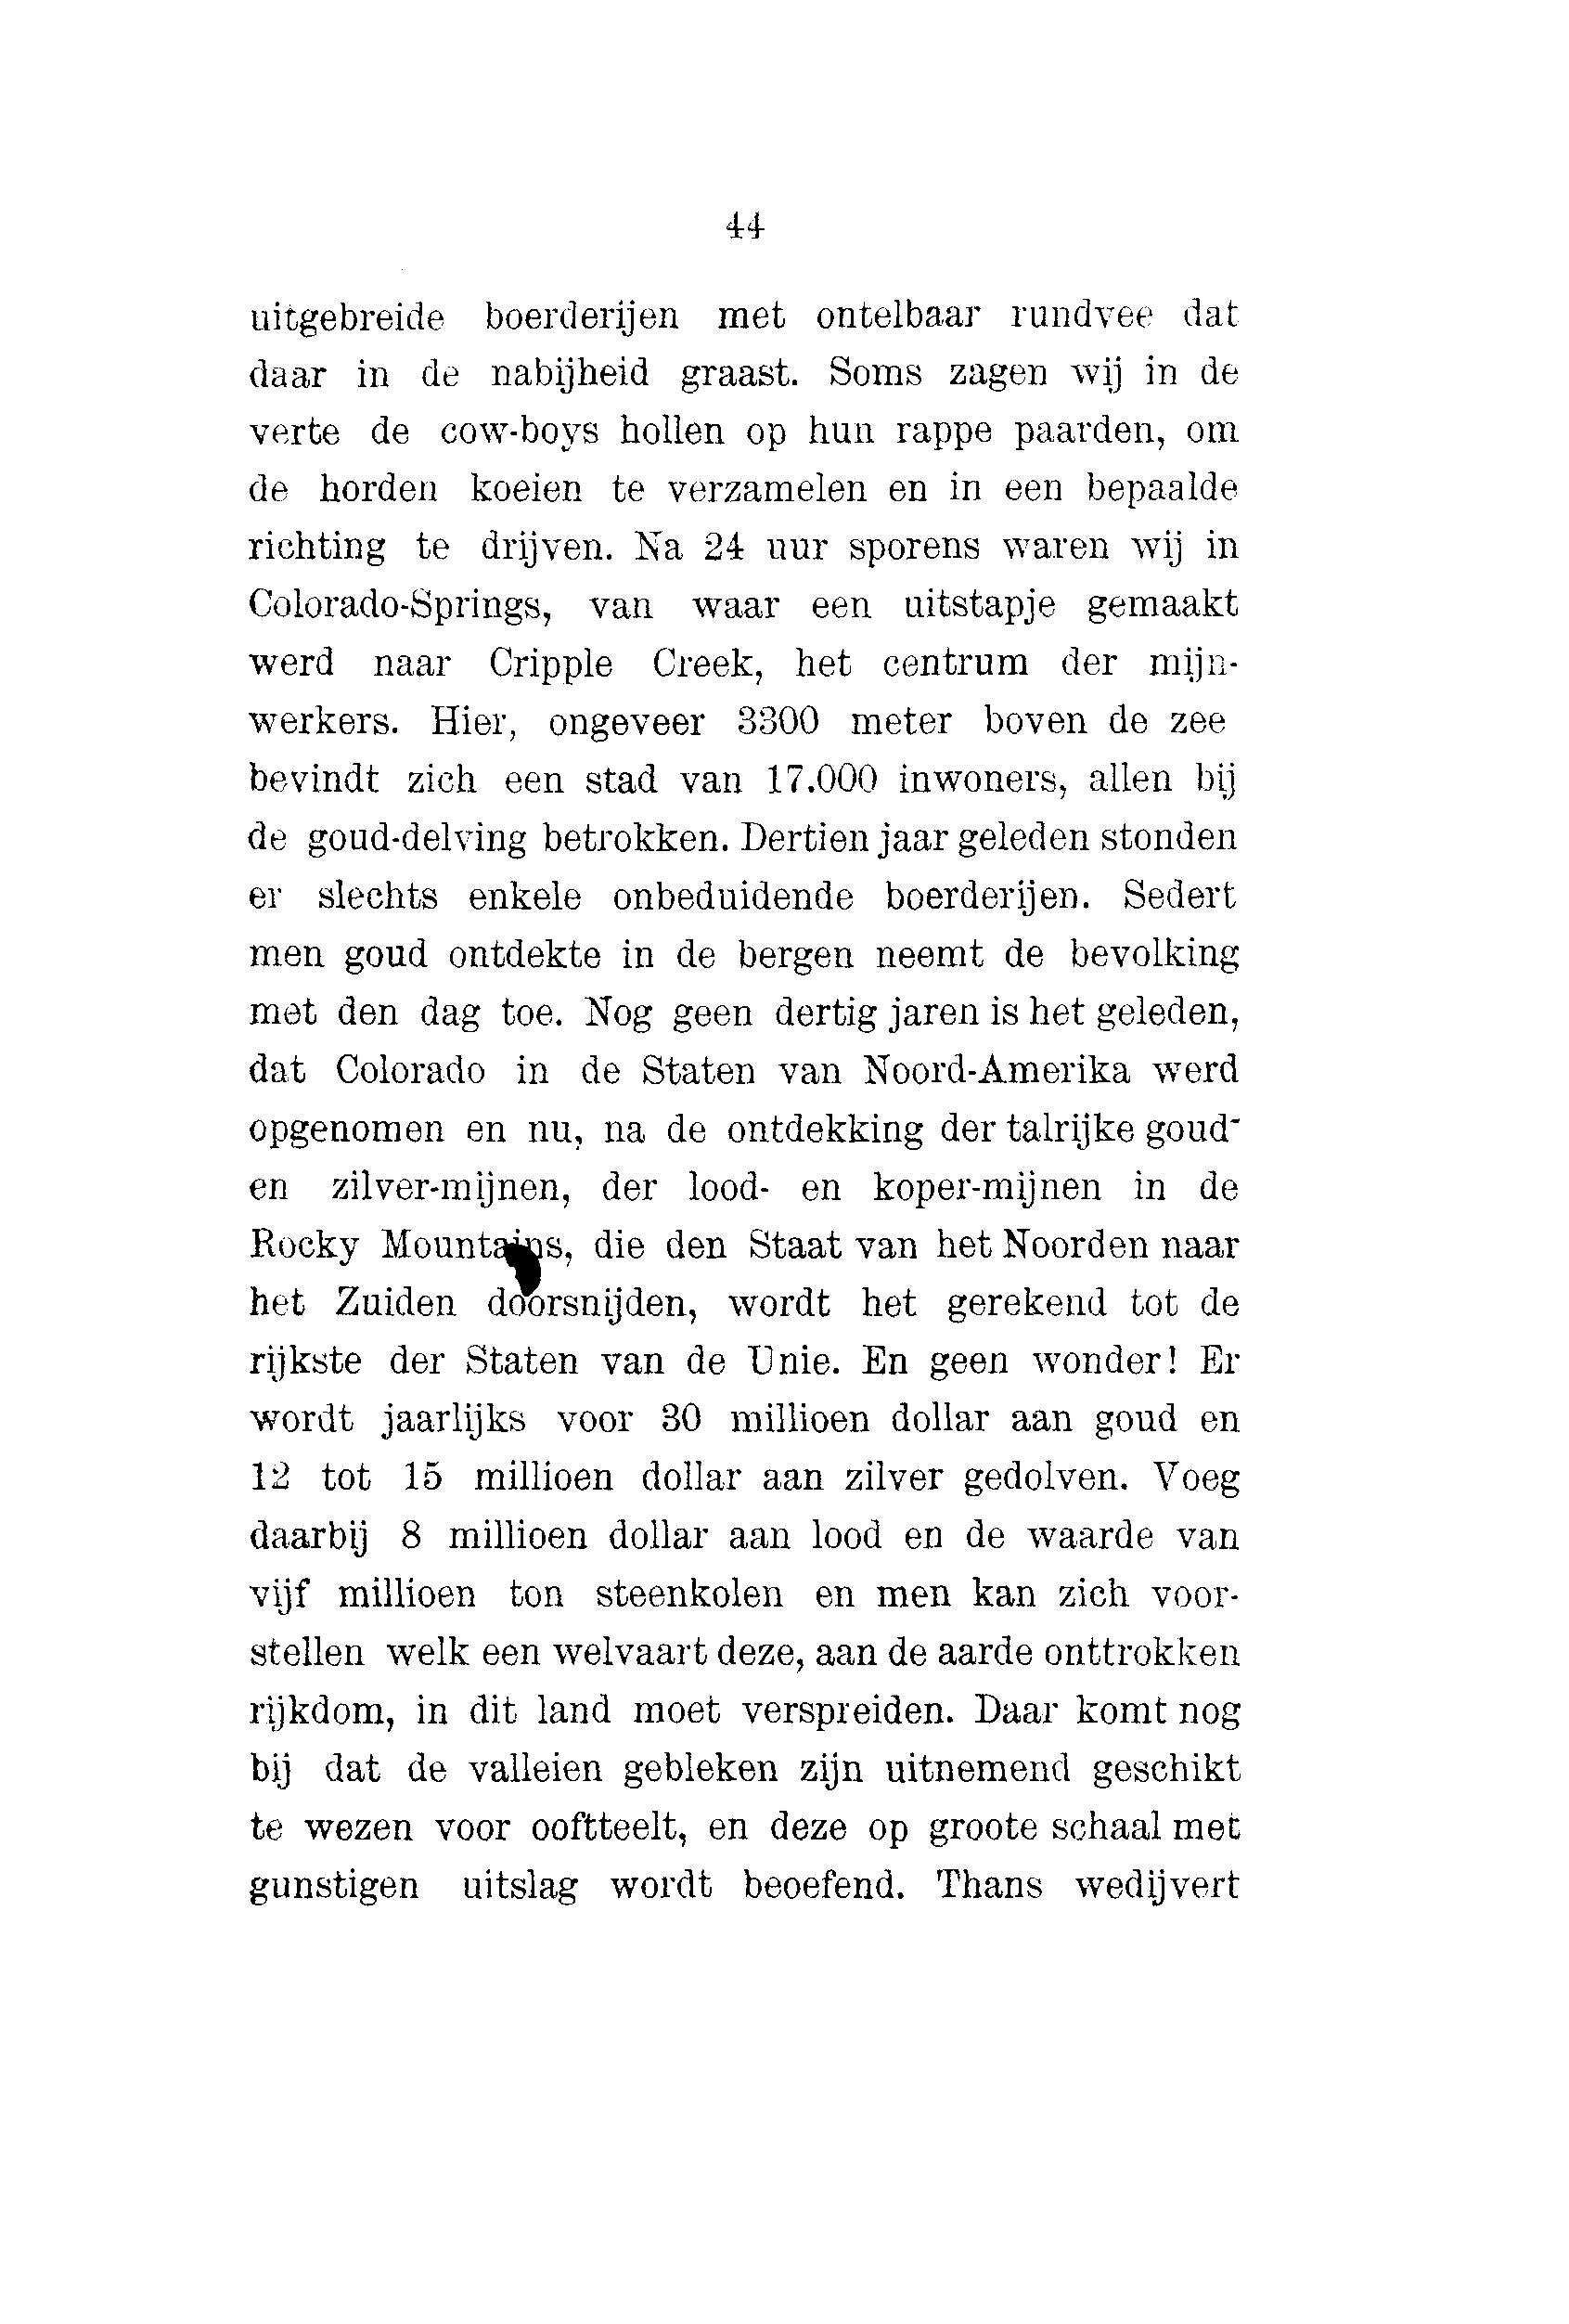 44
uitgebreide boerderijen met ontelbaar rundvee dat
daar in de nabijheid graast. Soms zagen wij in de
verte de cow-boys hollen op hun rappe paarden, om
de horden koeien te verzamelen en in een bepaalde
richting te drijven. Na 24 uur sporens waren wij in
Colorado-Springs, van waar een uitstapje gemaakt
werd naar Cripple Creek, het centrum der mijn-
werkers. Hier, ongeveer 3300 meter boven de zee
bevindt zich een stad van 17.000 inwoners, allen bij
de goud-delving betrokken. Dertien jaar geleden stonden
er slechts enkele onbeduidende boerderijen. Sedert
men goud ontdekte in de bergen neemt de bevolking
met den dag toe. Nog geen dertig jaren is het geleden,
dat Colorado in de Staten van Noord-Amerika werd
opgenomen en nu, na de ontdekking der talrijke goud-
en zilver-mijnen, der lood- en koper-mijnen in de
Rocky Mountains, die den Staat van het Noorden naar
het Zuiden doorsnijden, wordt het gerekend tot de
rijkste der Staten van de Unie. En geen wonder! Er
wordt jaarlijks voor 30 millioen dollar aan goud en
12 tot 15 millioen dollar aan zilver gedolven. Voeg
daarbij 8 millioen dollar aan lood en de waarde van
vijf millioen ton steenkolen en men kan zich voor-
stellen welk een welvaart deze, aan de aarde onttrokken
rijkdom, in dit land moet verspreiden. Daar komt nog
bij dat de valleien gebleken zijn uitnemend geschikt
te wezen voor ooftteelt, en deze op groote schaal met
gunstigen uitslag wordt beoefend. Thans wedijvert